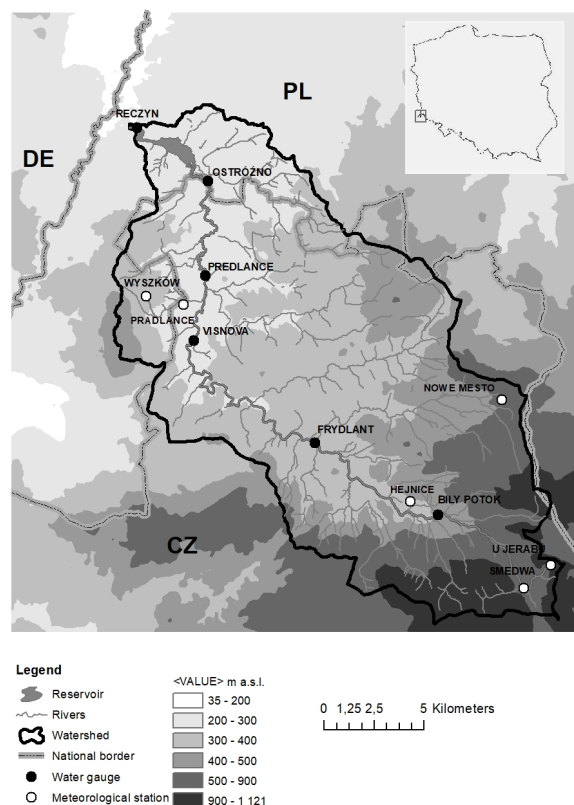 PL
RECZYN
DE
OSTRÓŻNO
PREDLANCE
WYSZKÓW
PRADLANCE
VISNOVA
NOWE MESTO
FRYDLANT
HEJNICE
BILY POTOK
CZ
U JERABU
SMEDWA
Legend
Reservoir
Rivers
Watershed
National border
Water gauge
Meteorological station
<VALUE> m a.s.l.
35 - 200
200 - 300
300 - 400
400 - 500
500 - 900
900 - 1 121
0 1,25 2,5 5 Kilometers